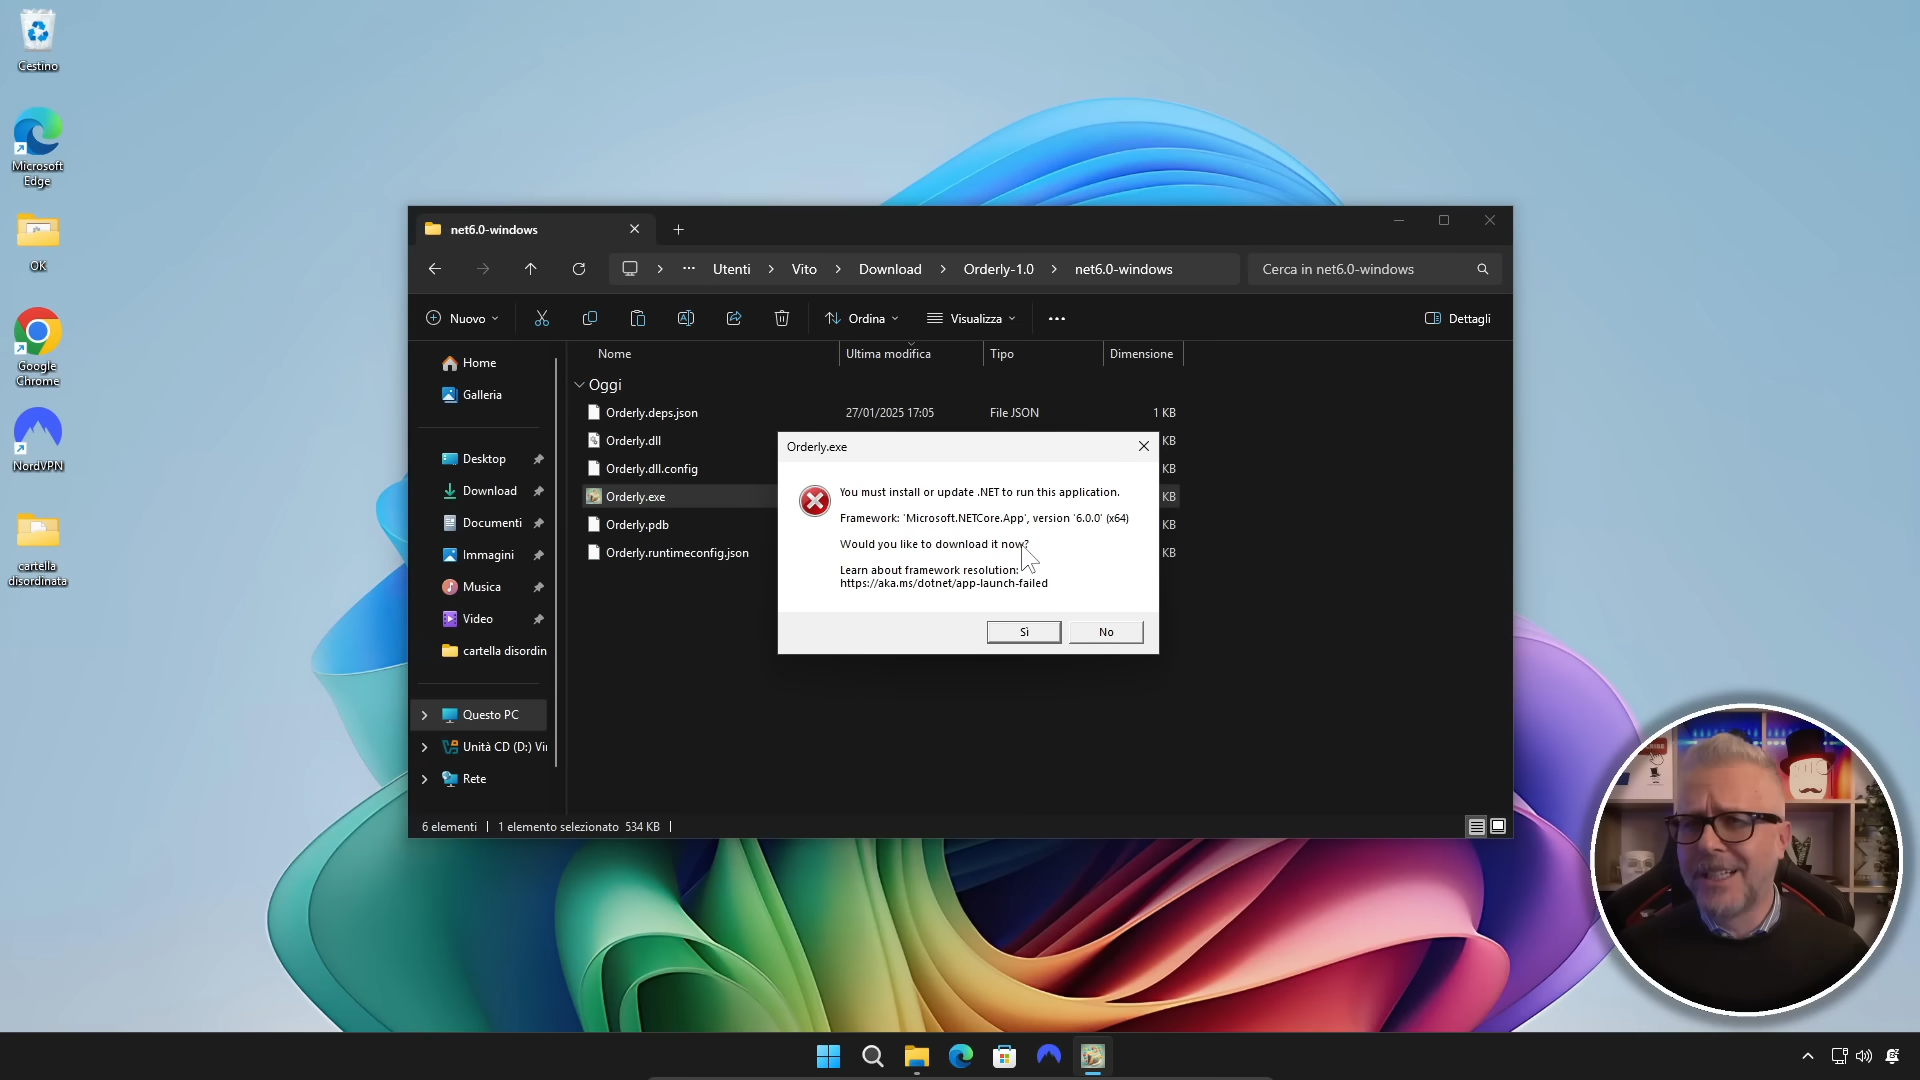 Cestino
Microsoft
Edge
OK
Google
Chrome
NordVPN
cartella
disordinata
net6.0-windows
Utenti
Vito
Download
Orderly-1.0
net6.0-windows
Cerca in net6.0-windows
Nuovo
Ordina
Visualizza
Dettagli
Home
Galleria
Desktop
Download
Documenti
Immagini
Musica
Video
cartella disordin
Questo PC
Unità CD (D:) Vi
Rete
Nome
Ultima modifica
Tipo
Dimensione
Oggi
Orderly.deps.json 27/01/2025 17:05 File JSON 1 KB
Orderly.dll KB
Orderly.dll.config KB
Orderly.exe KB
Orderly.pdb KB
Orderly.runtimeconfig.json KB
Orderly.exe
You must install or update .NET to run this application.
Framework: 'Microsoft.NETCore.App', version '6.0.0' (x64)
Would you like to download it now?
Learn about framework resolution:
https://aka.ms/dotnet/app-launch-failed
Sì
No
6 elementi
1 elemento selezionato 534 KB